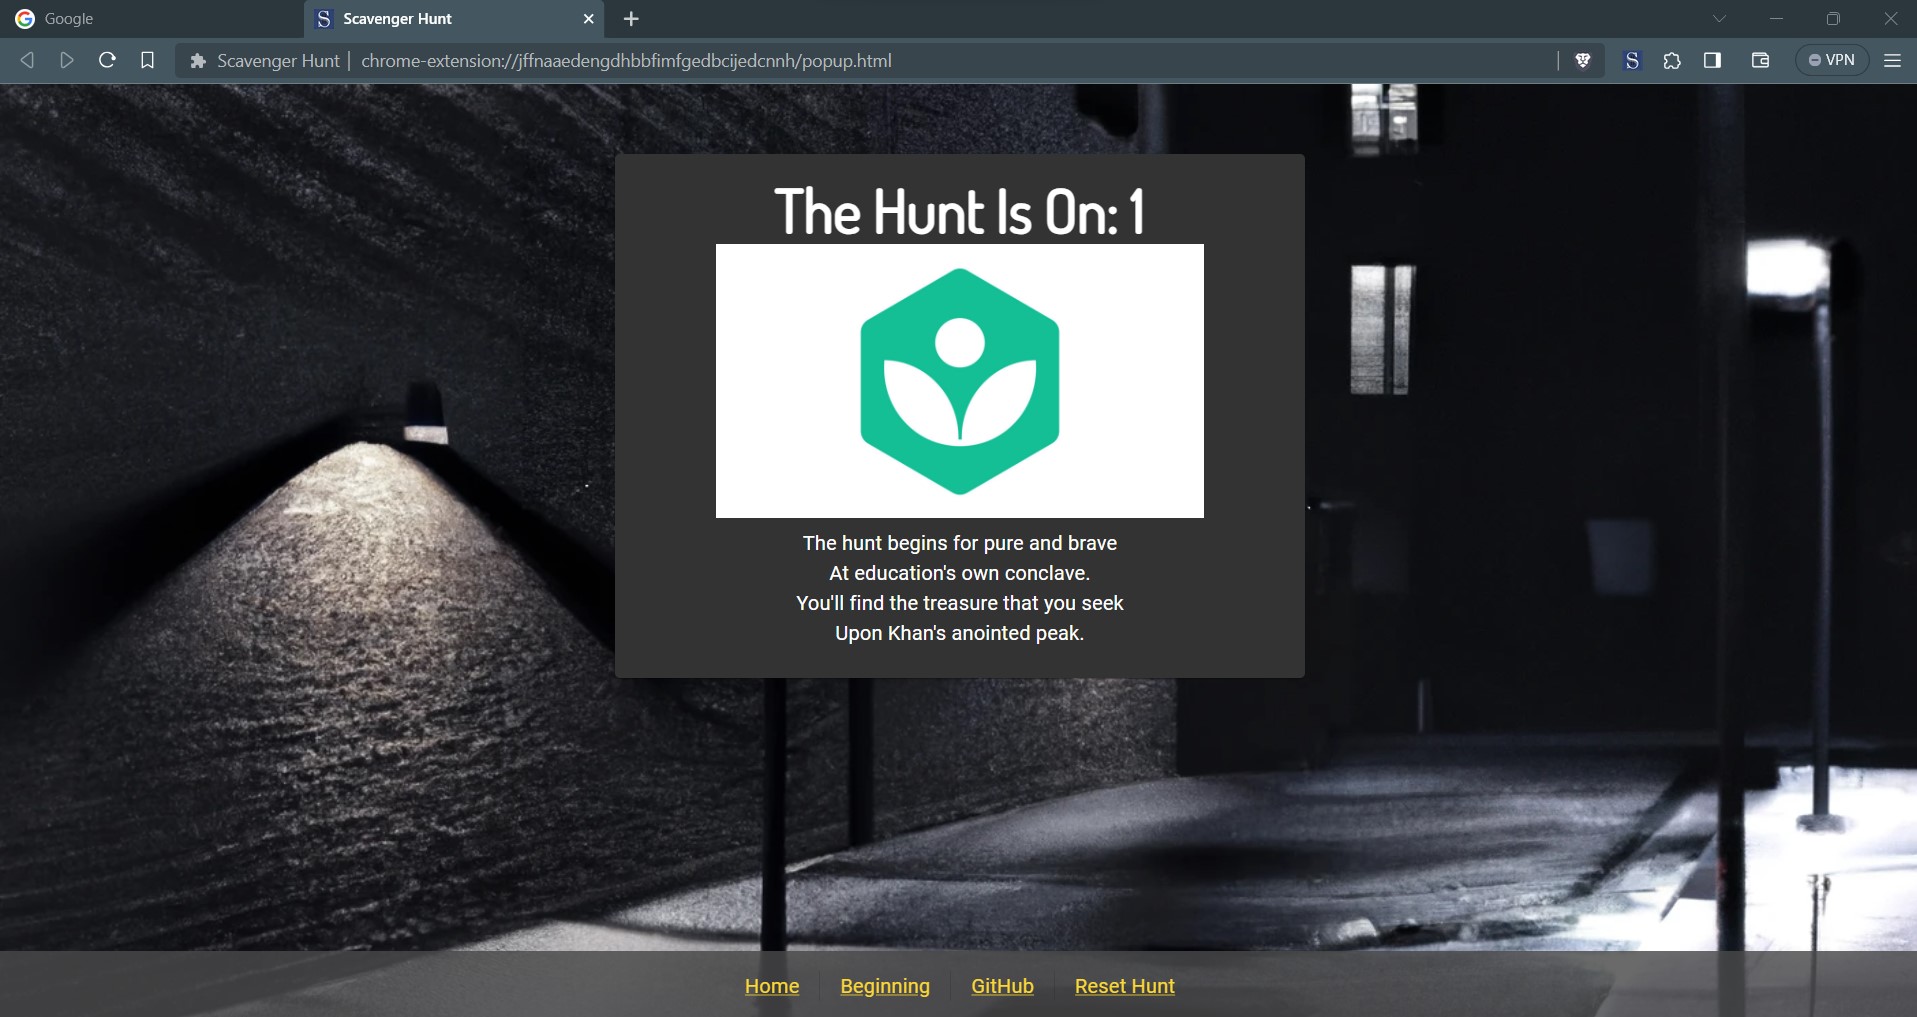 Google
Scavenger Hunt
Scavenger Hunt | chrome-extension://jffnaaedengdhbbfimfgedbcijedcnnh/popup.html
S
VPN
The Hunt Is On: 1
The hunt begins for pure and brave
At education's own conclave.
You'll find the treasure that you seek
Upon Khan's anointed peak.
Home
Beginning
GitHub
Reset Hunt